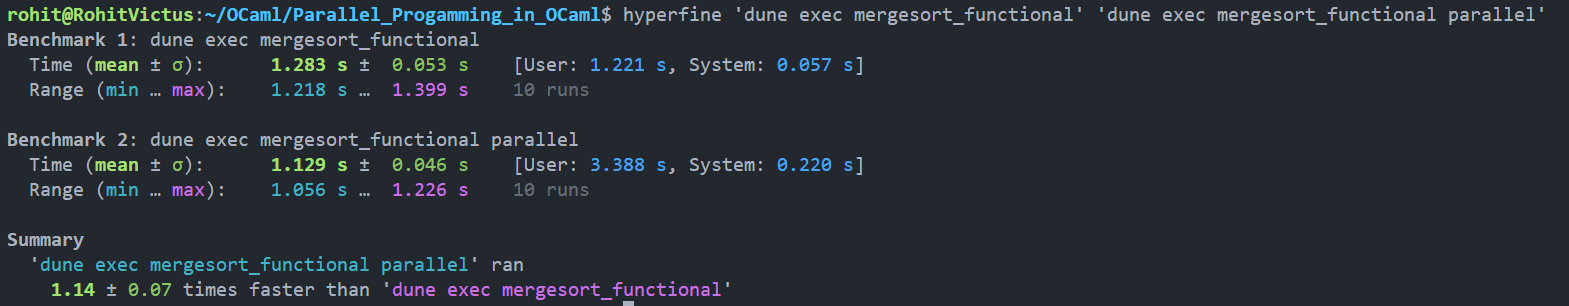 rohit@RohitVictus:~/OCaml/Parallel_Progamming_in_OCaml$ hyperfine 'dune exec mergesort_functional' 'dune exec mergesort_functional parallel'
Benchmark 1: dune exec mergesort_functional
  Time (mean ± σ):      1.283 s ±  0.053 s    [User: 1.221 s, System: 0.057 s]
  Range (min … max):    1.218 s …  1.399 s    10 runs

Benchmark 2: dune exec mergesort_functional parallel
  Time (mean ± σ):      1.129 s ±  0.046 s    [User: 3.388 s, System: 0.220 s]
  Range (min … max):    1.056 s …  1.226 s    10 runs

Summary
  'dune exec mergesort_functional parallel' ran
    1.14 ± 0.07 times faster than 'dune exec mergesort_functional'